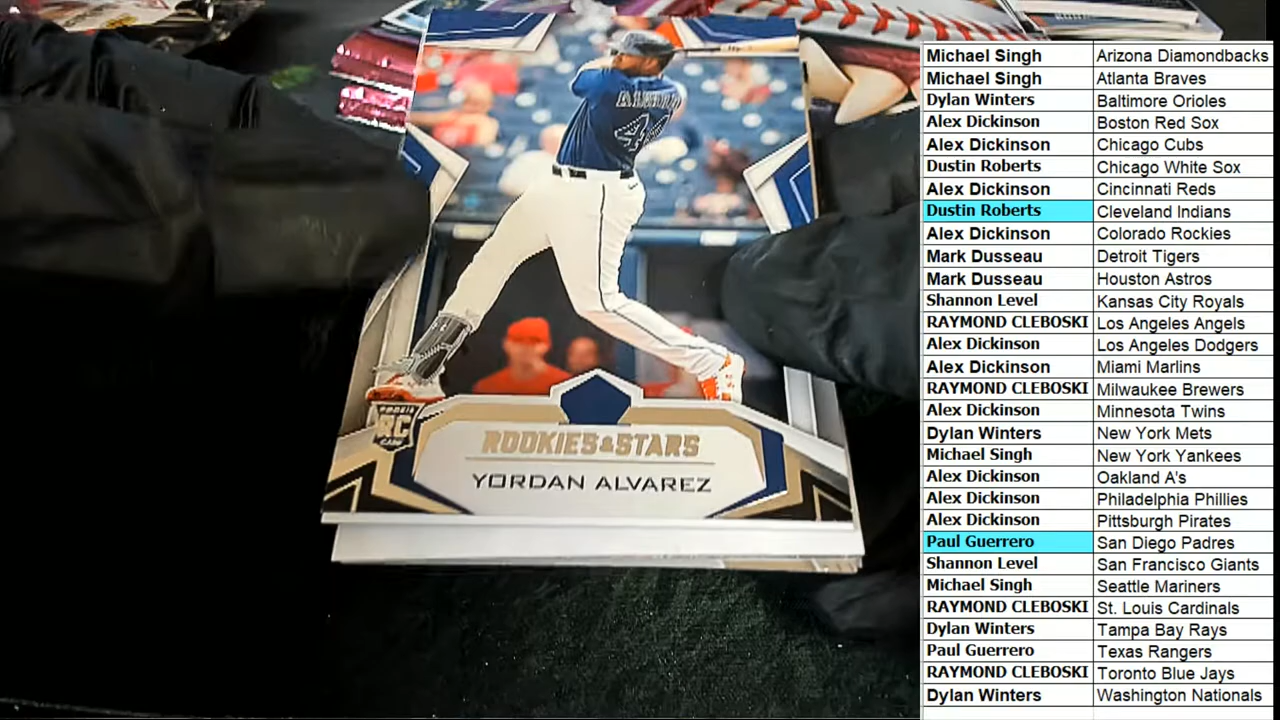 44
ROOKIE
RC
CARD
ROOKIES&STARS
YORDAN ALVAREZ
Michael Singh Arizona Diamondbacks
Michael Singh Atlanta Braves
Dylan Winters Baltimore Orioles
Alex Dickinson Boston Red Sox
Alex Dickinson Chicago Cubs
Dustin Roberts Chicago White Sox
Alex Dickinson Cincinnati Reds
Dustin Roberts Cleveland Indians
Alex Dickinson Colorado Rockies
Mark Dusseau Detroit Tigers
Mark Dusseau Houston Astros
Shannon Level Kansas City Royals
RAYMOND CLEBOSKI Los Angeles Angels
Alex Dickinson Los Angeles Dodgers
Alex Dickinson Miami Marlins
RAYMOND CLEBOSKI Milwaukee Brewers
Alex Dickinson Minnesota Twins
Dylan Winters New York Mets
Michael Singh New York Yankees
Alex Dickinson Oakland A's
Alex Dickinson Philadelphia Phillies
Alex Dickinson Pittsburgh Pirates
Paul Guerrero San Diego Padres
Shannon Level San Francisco Giants
Michael Singh Seattle Mariners
RAYMOND CLEBOSKI St. Louis Cardinals
Dylan Winters Tampa Bay Rays
Paul Guerrero Texas Rangers
RAYMOND CLEBOSKI Toronto Blue Jays
Dylan Winters Washington Nationals